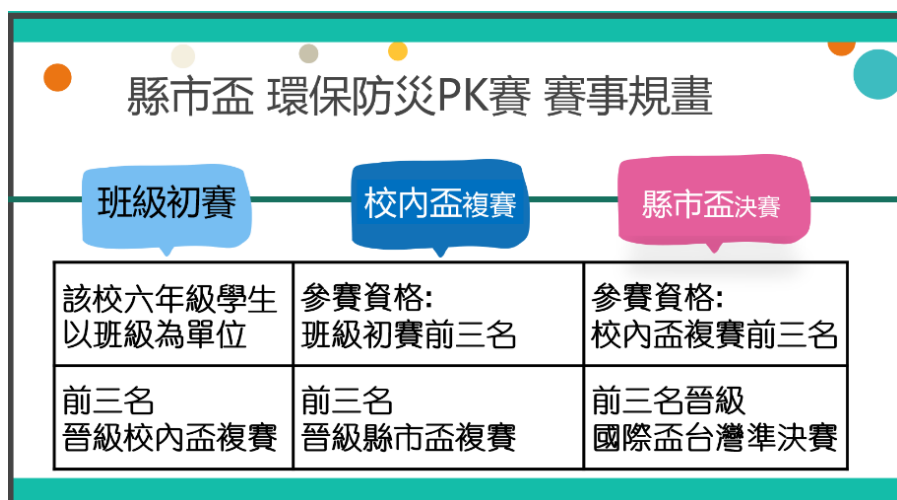 縣市盃 環保防災PK賽 賽事規畫
班級初賽
校內盃複賽
縣市盃決賽
該校六年級學生
以班級為單位
參賽資格:
班級初賽前三名
參賽資格:
校內盃複賽前三名
前三名
晉級校內盃複賽
前三名
晉級縣市盃複賽
前三名晉級
國際盃台灣準決賽